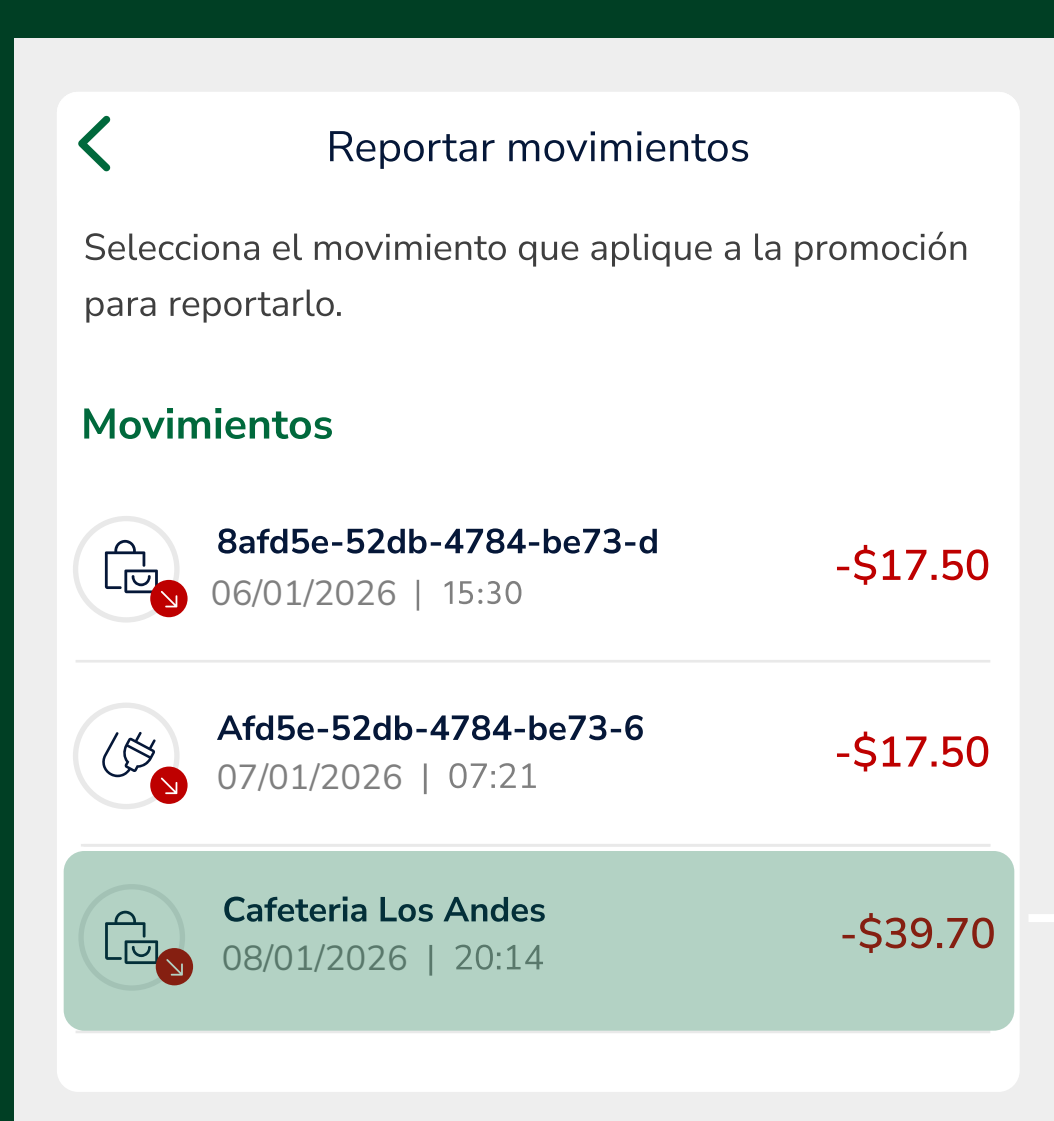 Reportar movimientos
Selecciona el movimiento que aplique a la promoción
para reportarlo.
Movimientos
8afd5e-52db-4784-be73-d
-$17.50
06/01/2026 | 15:30
Afd5e-52db-4784-be73-6
-$17.50
07/01/2026 | 07:21
Cafeteria Los Andes
-$39.70
08/01/2026 | 20:14